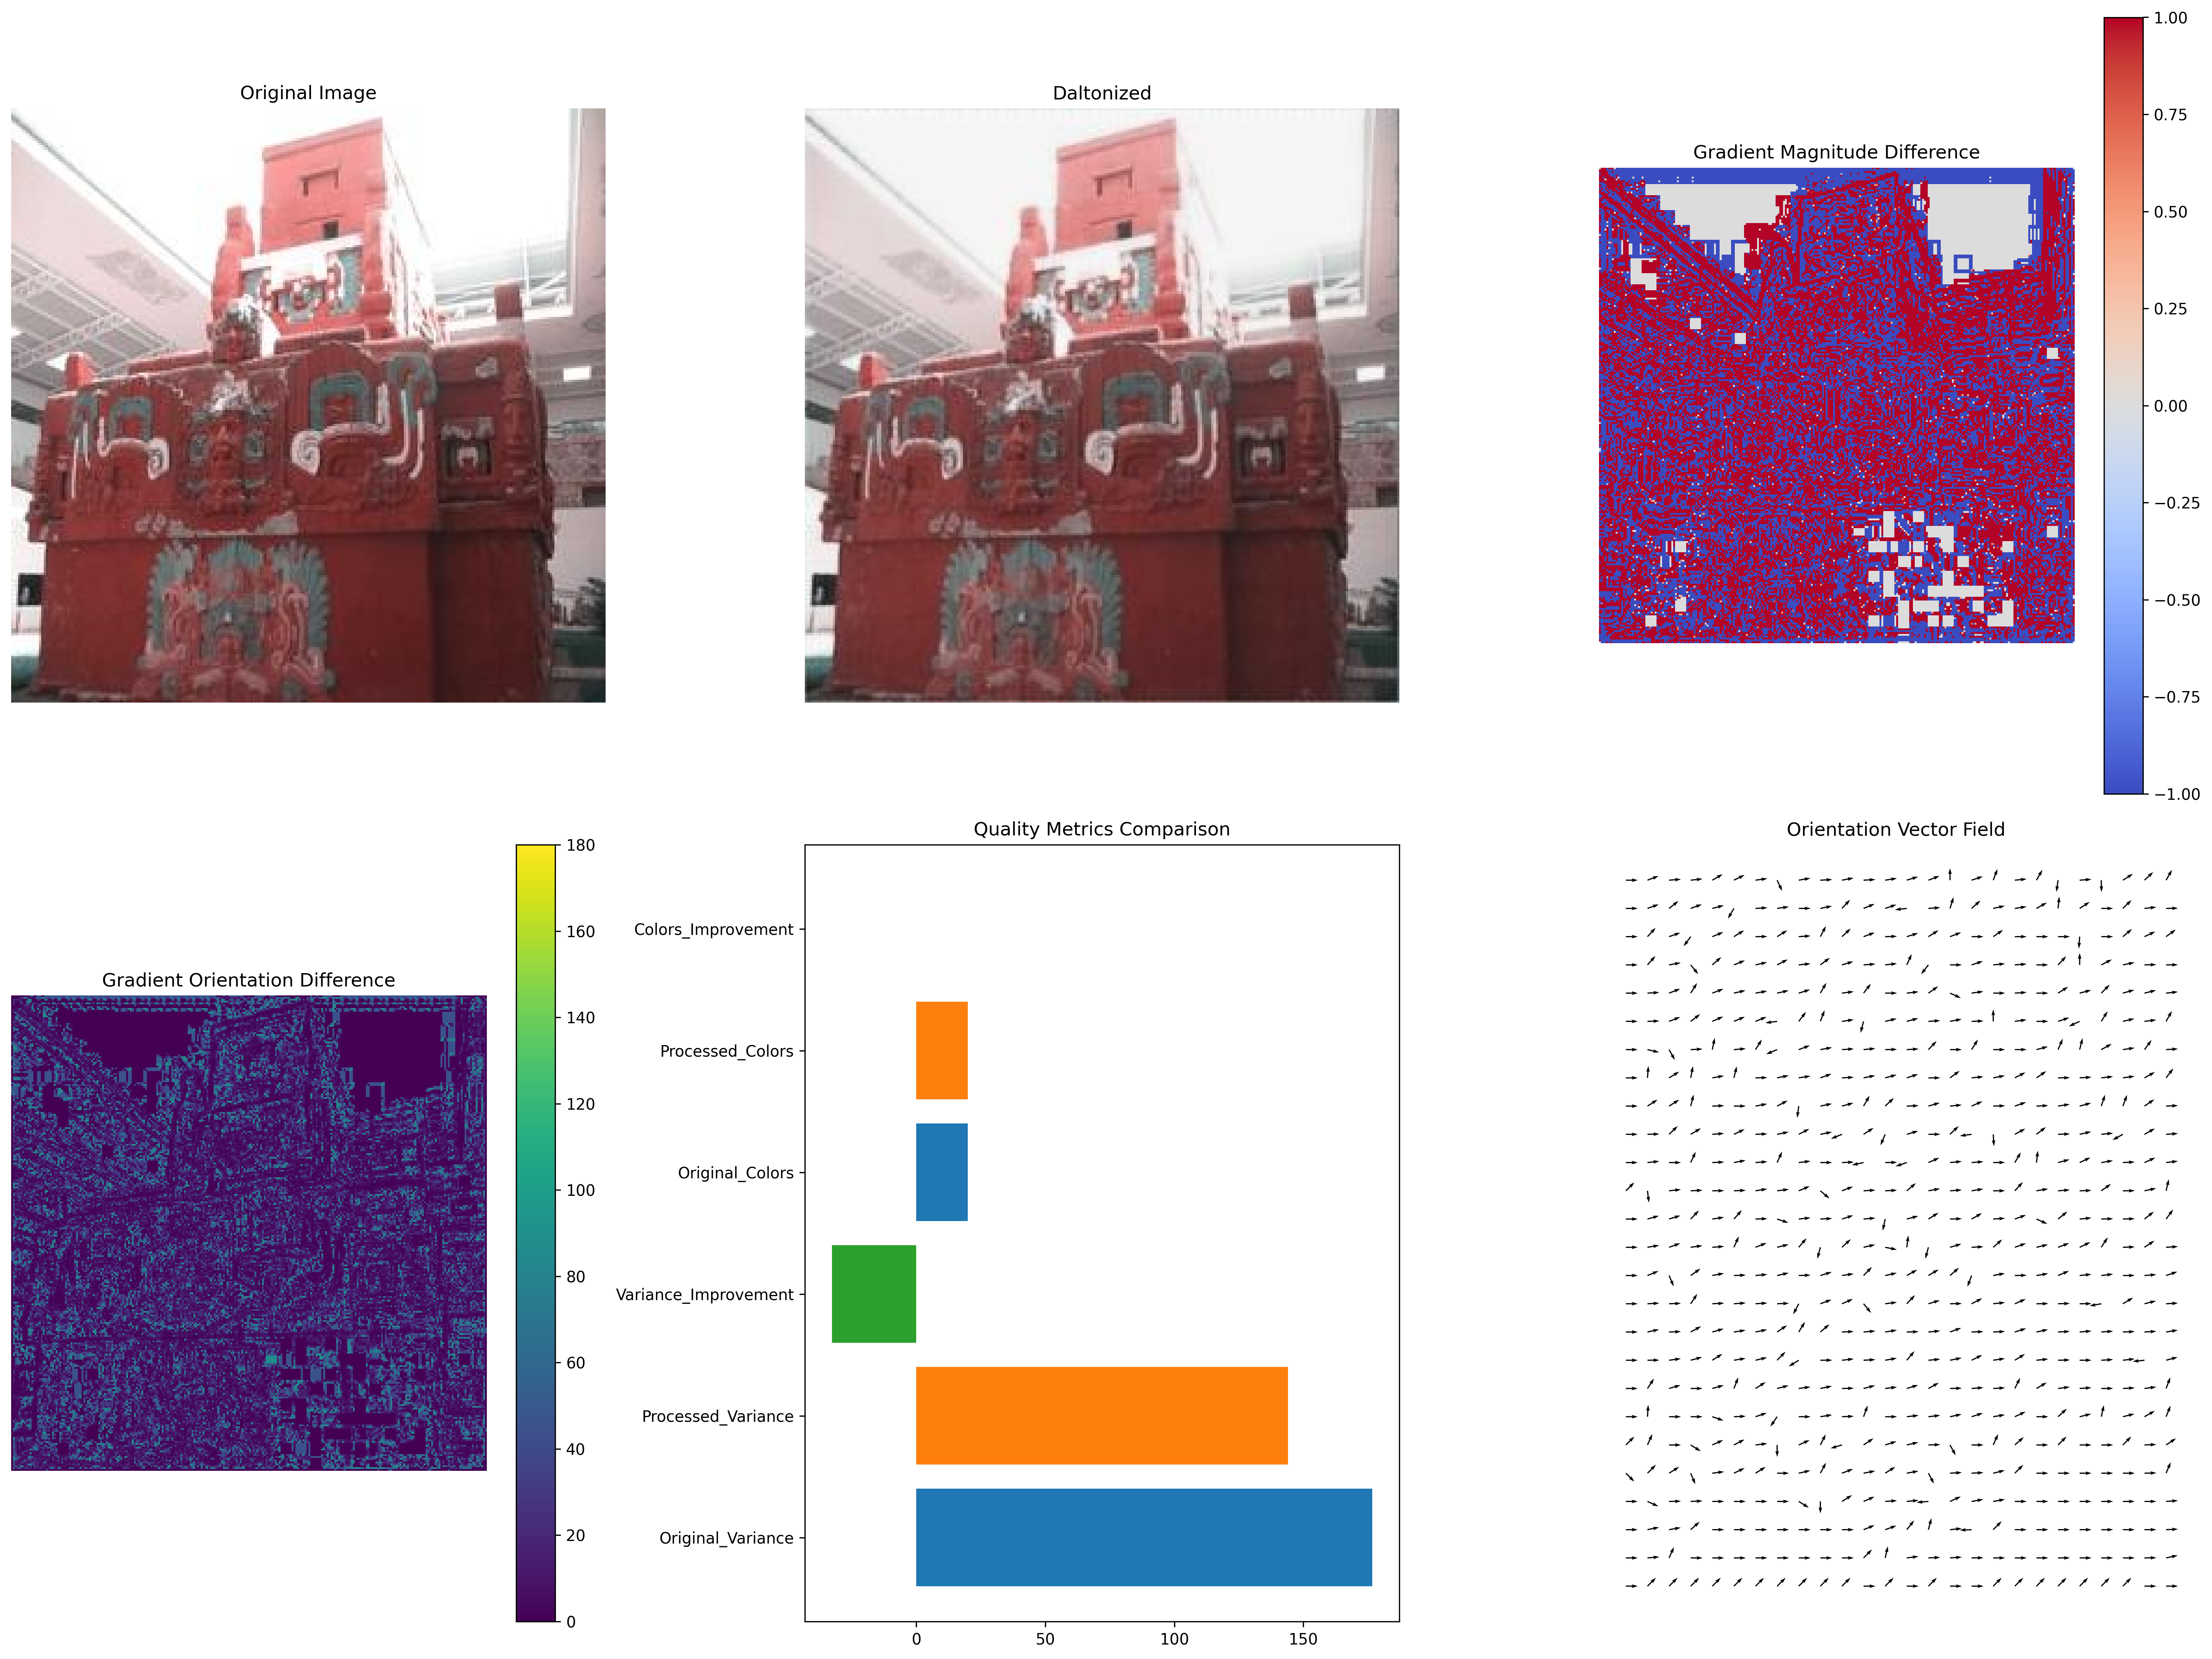 Original Image
Daltonized
Gradient Magnitude Difference
1.00
0.75
0.50
0.25
0.00
−0.25
−0.50
−0.75
−1.00
Gradient Orientation Difference
180
160
140
120
100
80
60
40
20
0
Quality Metrics Comparison
Colors_Improvement
Processed_Colors
Original_Colors
Variance_Improvement
Processed_Variance
Original_Variance
0 50 100 150
Orientation Vector Field